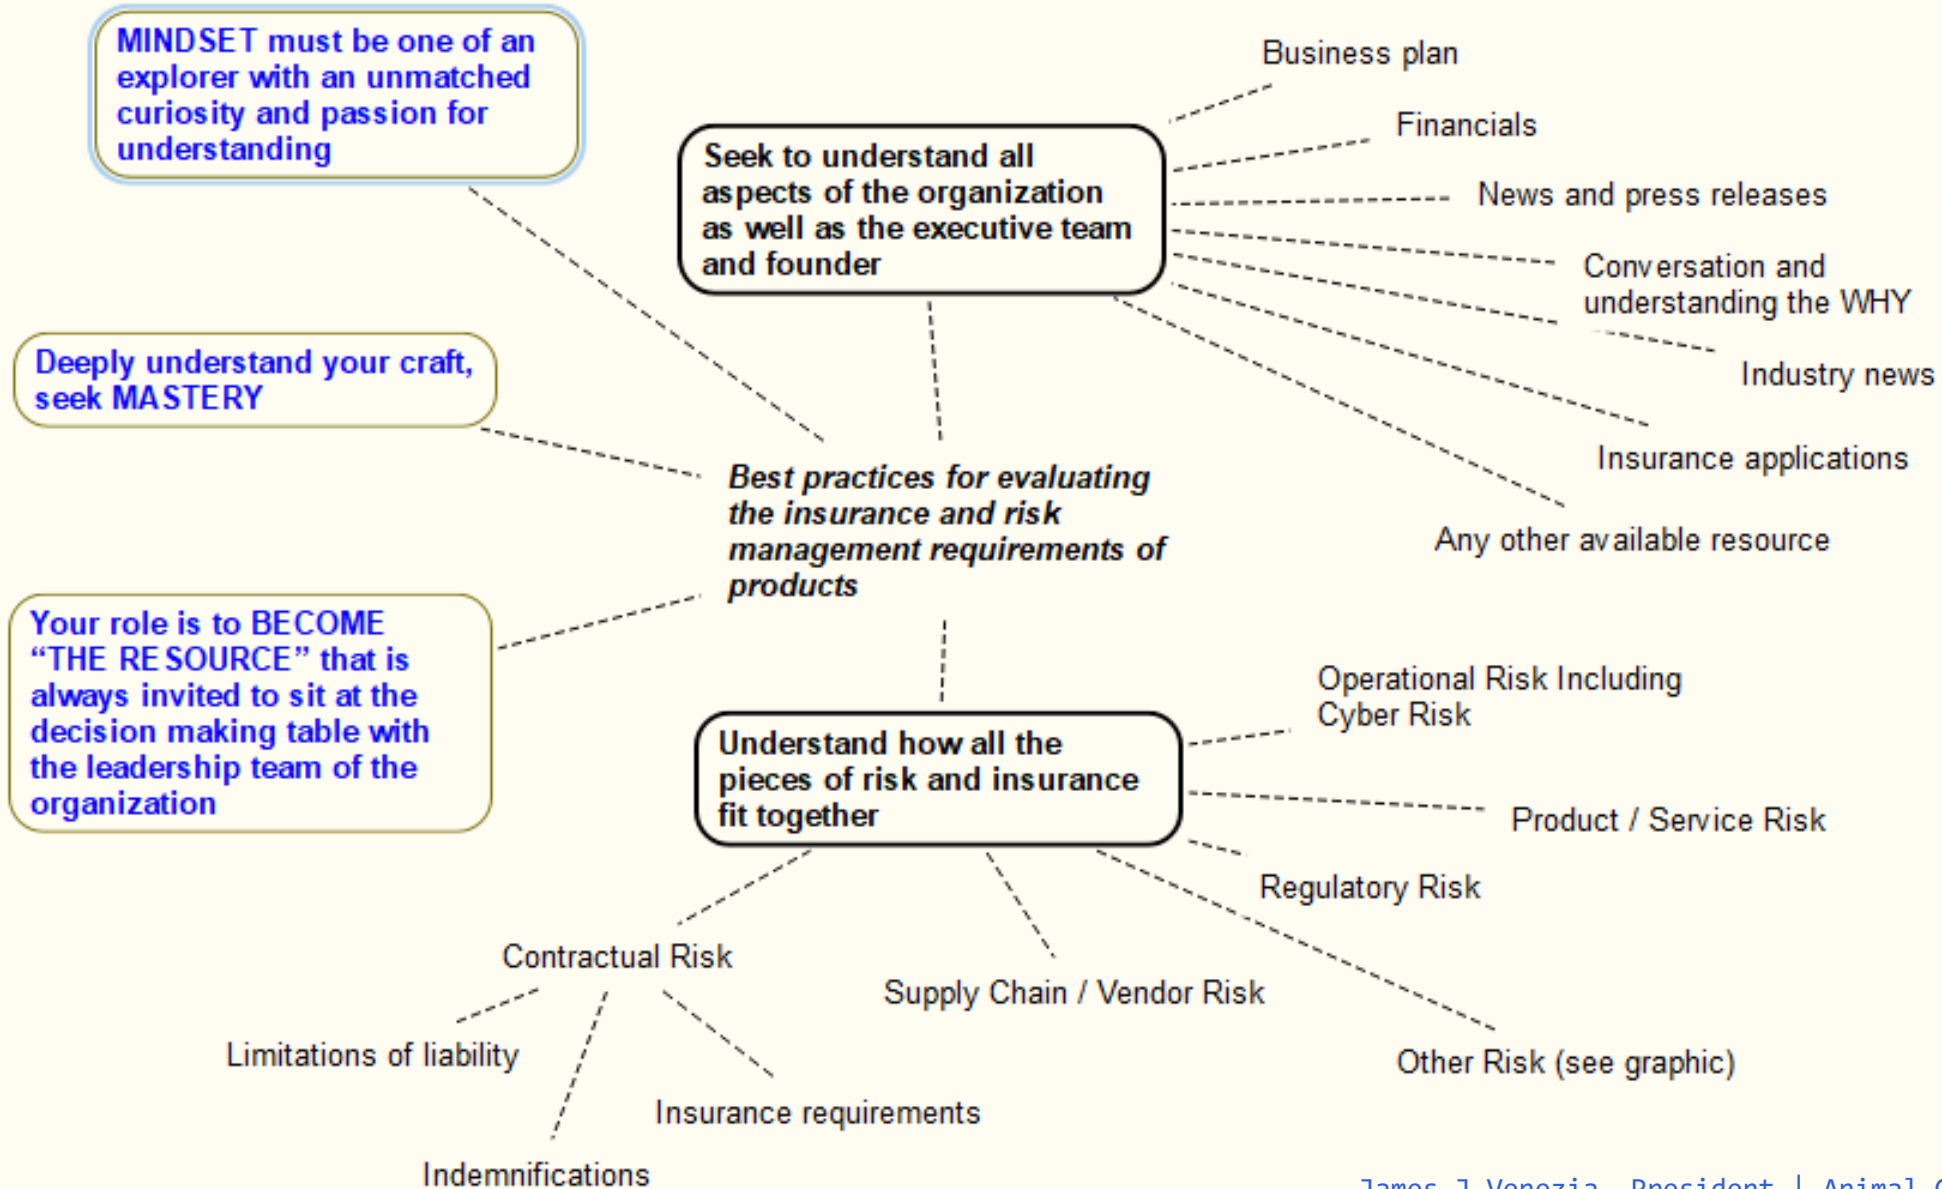 MINDSET must be one of an
explorer with an unmatched
curiosity and passion for
understanding
Deeply understand your craft,
seek MASTERY
Your role is to BECOME
“THE RESOURCE” that is
always invited to sit at the
decision making table with
the leadership team of the
organization
Best practices for evaluating
the insurance and risk
management requirements of
products
Seek to understand all
aspects of the organization
as well as the executive team
and founder
Business plan
Financials
News and press releases
Conversation and
understanding the WHY
Industry news
Insurance applications
Any other available resource
Understand how all the
pieces of risk and insurance
fit together
Operational Risk Including
Cyber Risk
Product / Service Risk
Regulatory Risk
Other Risk (see graphic)
Supply Chain / Vendor Risk
Contractual Risk
Limitations of liability
Indemnifications
Insurance requirements
James J Venezia, President | Animal